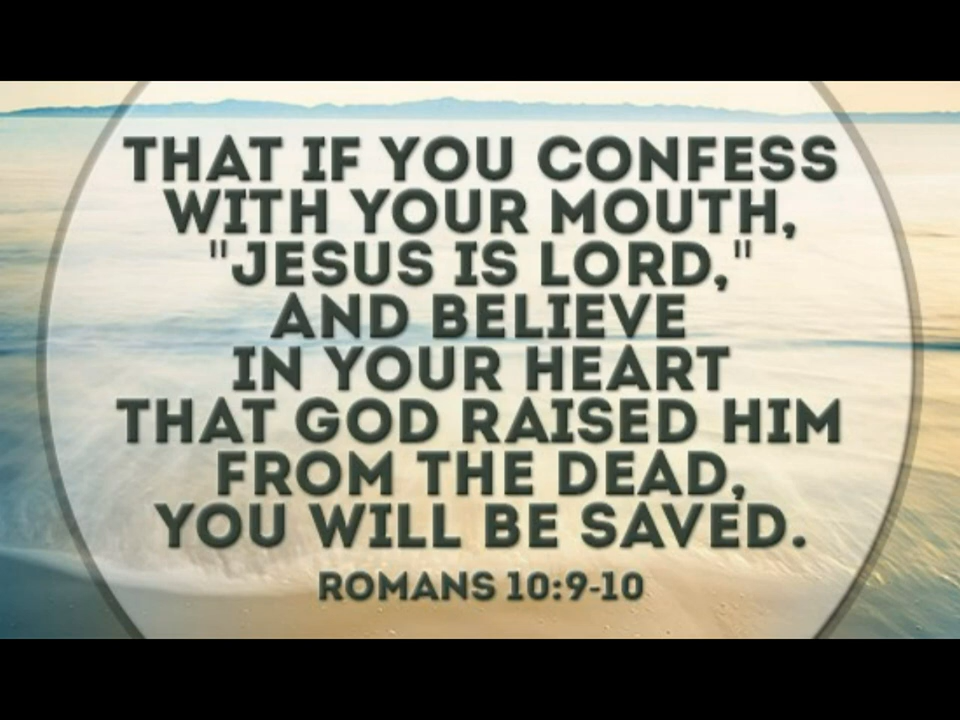 THAT IF YOU CONFESS
WITH YOUR MOUTH,
"JESUS IS LORD,"
AND BELIEVE
IN YOUR HEART
THAT GOD RAISED HIM
FROM THE DEAD,
YOU WILL BE SAVED.
ROMANS 10:9-10